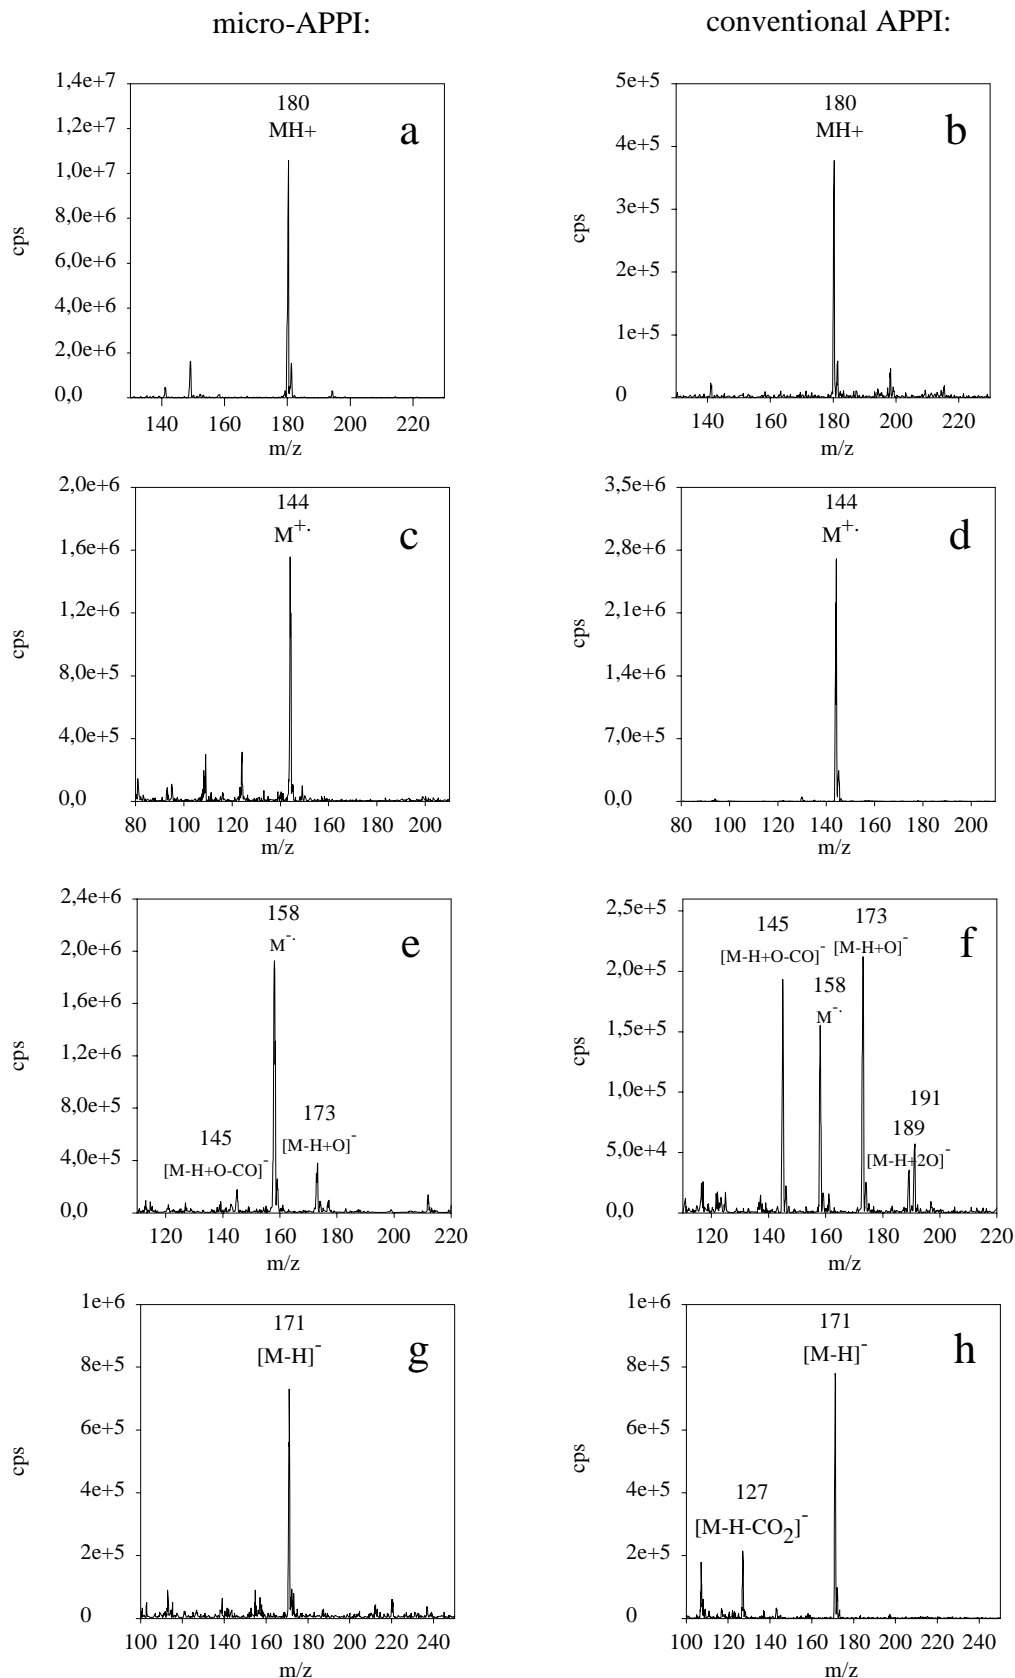 micro-APPI:
conventional APPI:
1,4e+7
1,2e+7
1,0e+7
8,0e+6
6,0e+6
4,0e+6
2,0e+6
0,0
cps
180
MH+
a
140 160 180 200 220
m/z
5e+5
4e+5
3e+5
2e+5
1e+5
0
cps
180
MH+
b
140 160 180 200 220
m/z
2,0e+6
1,6e+6
1,2e+6
8,0e+5
4,0e+5
0,0
cps
144
M+.
c
80 100 120 140 160 180 200
m/z
3,5e+6
2,8e+6
2,1e+6
1,4e+6
7,0e+5
0,0
cps
144
M+.
d
80 100 120 140 160 180 200
m/z
2,4e+6
2,0e+6
1,6e+6
1,2e+6
8,0e+5
4,0e+5
0,0
cps
158
M-.
e
173
[M-H+O]-
145
[M-H+O-CO]-
120 140 160 180 200 220
m/z
2,5e+5
2,0e+5
1,5e+5
1,0e+5
5,0e+4
0,0
cps
173
[M-H+O]-
145
[M-H+O-CO]-
f
158
M-.
191
189
[M-H+2O]-
120 140 160 180 200 220
m/z
1e+6
8e+5
6e+5
4e+5
2e+5
0
cps
171
[M-H]-
g
100 120 140 160 180 200 220 240
m/z
1e+6
8e+5
6e+5
4e+5
2e+5
0
cps
171
[M-H]-
h
127
[M-H-CO2]-
100 120 140 160 180 200 220 240
m/z